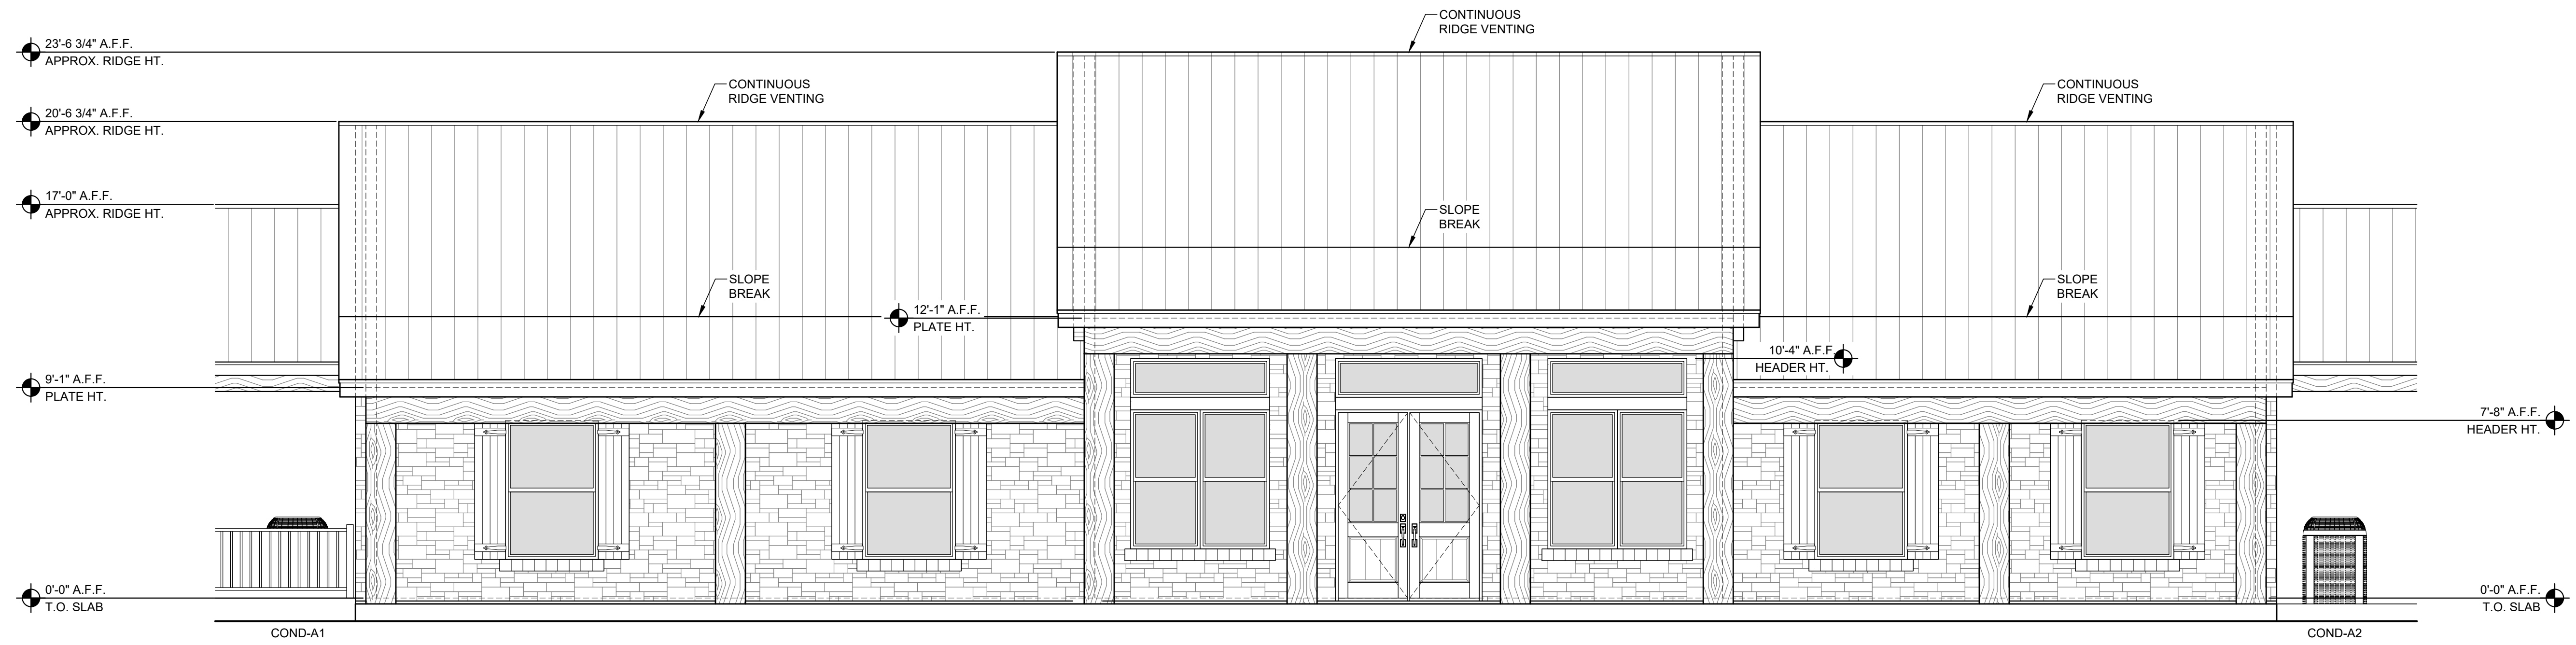 CONTINUOUS
RIDGE VENTING
23'-6 3/4" A.F.F.
APPROX. RIDGE HT.
CONTINUOUS
RIDGE VENTING
CONTINUOUS
RIDGE VENTING
20'-6 3/4" A.F.F.
APPROX. RIDGE HT.
17'-0" A.F.F.
APPROX. RIDGE HT.
SLOPE
BREAK
SLOPE
BREAK
SLOPE
BREAK
12'-1" A.F.F.
PLATE HT.
10'-4" A.F.F.
HEADER HT.
9'-1" A.F.F.
PLATE HT.
7'-8" A.F.F.
HEADER HT.
0'-0" A.F.F.
T.O. SLAB
0'-0" A.F.F.
T.O. SLAB
COND-A1
COND-A2